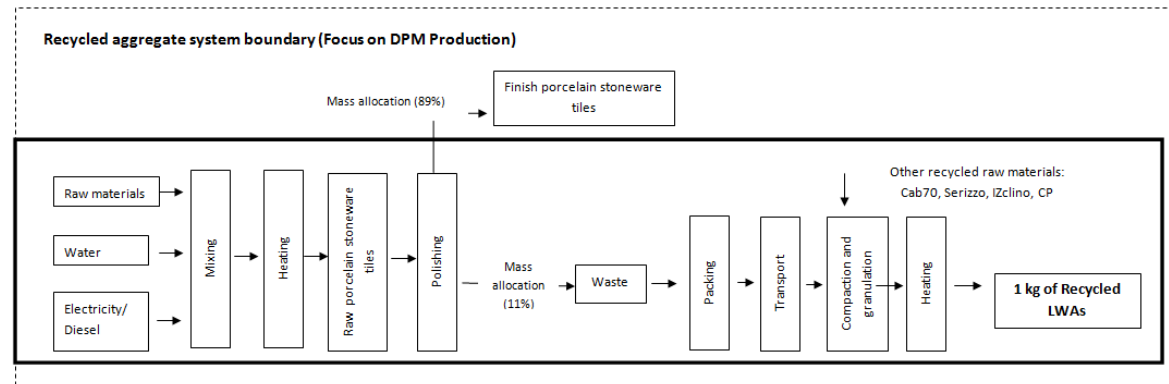 Recycled aggregate system boundary (Focus on DPM Production)
Mass allocation (89%)
Finish porcelain stoneware
tiles
Raw materials
Water
Electricity/
Diesel
Mixing
Heating
Raw porcelain stoneware
tiles
Polishing
Mass
allocation
(11%)
Waste
Packing
Transport
Other recycled raw materials:
Cab70, Serizzo, IZclino, CP
Compaction and
granulation
Heating
1 kg of Recycled
LWAs